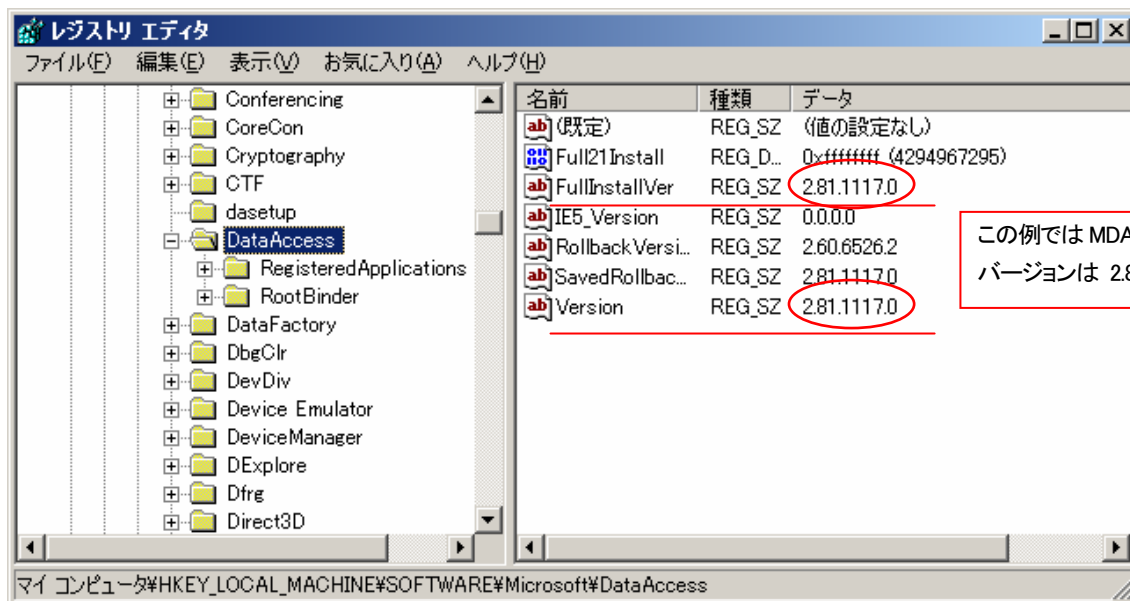 レジストリ エディタ
ファイル(F) 編集(E) 表示(V) お気に入り(A) ヘルプ(H)
Conferencing
CoreCon
Cryptography
CTF
dasetup
DataAccess
RegisteredApplications
RootBinder
DataFactory
DbgClr
DevDiv
Device Emulator
DeviceManager
DExplore
Dfrg
Direct3D
名前 種類 データ
(既定) REG_SZ (値の設定なし)
Full21Install REG_D... 0xffffffff (4294967295)
FullInstallVer REG_SZ 2.81.1117.0
IE5_Version REG_SZ 0.0.0.0
RollbackVersi... REG_SZ 2.60.6526.2
SavedRollbac... REG_SZ 2.81.1117.0
Version REG_SZ 2.81.1117.0
この例では MDA
バージョンは 2.8
マイ コンピュータ¥HKEY_LOCAL_MACHINE¥SOFTWARE¥Microsoft¥DataAccess